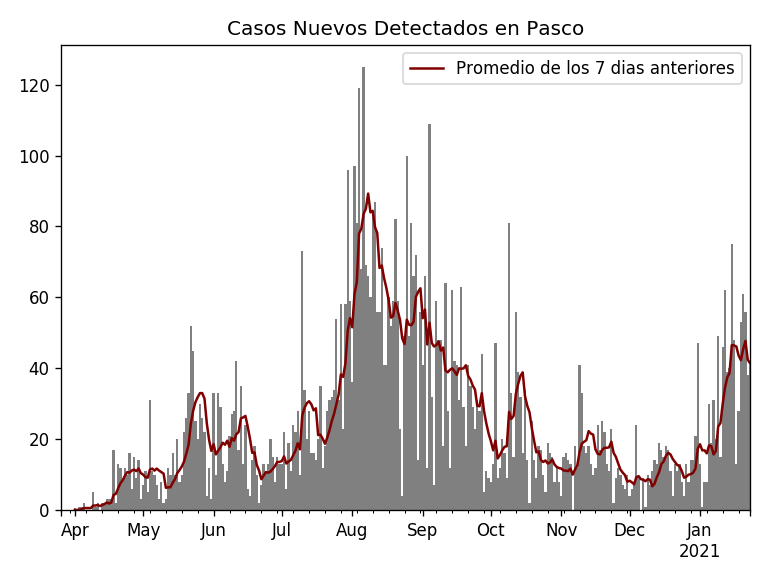 Casos Nuevos Detectados en Pasco
Promedio de los 7 dias anteriores
120
100
80
60
40
20
0
Apr May Jun Jul Aug Sep Oct Nov Dec Jan
2021